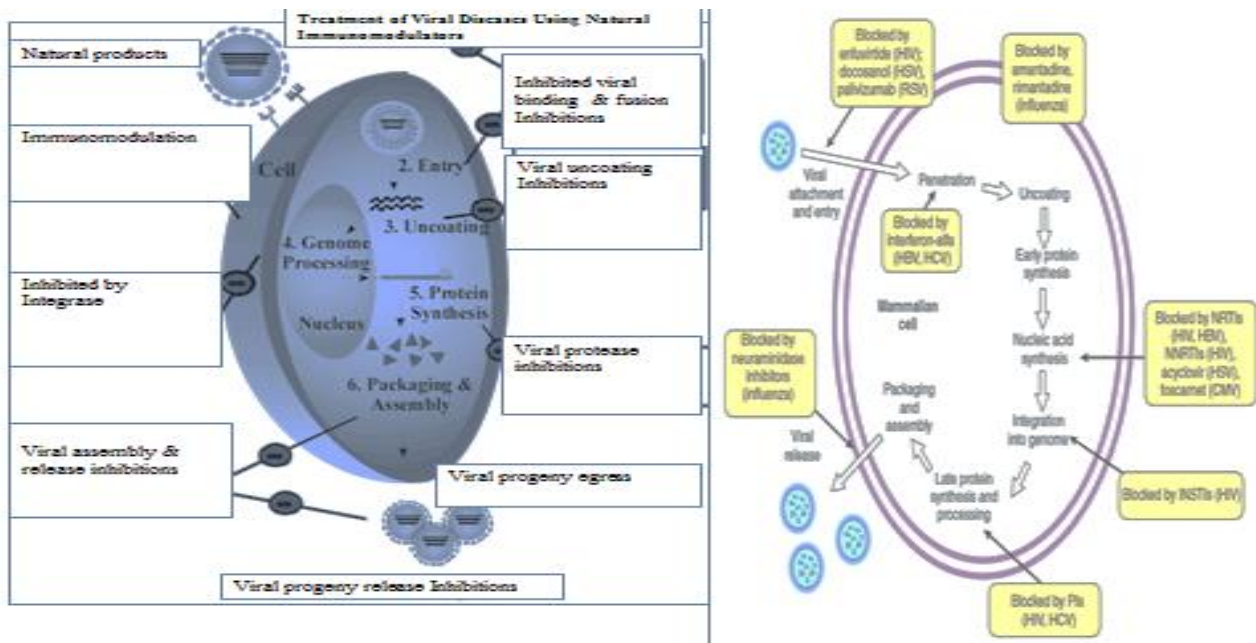 Treatment of Viral Diseases Using Natural
Immunomodulators
Natural products
Inhibited viral
binding & fusion
Inhibitions
Immunomodulation
Cell
2. Entry
Viral uncoating
Inhibitions
3. Uncoating
4. Genome
Processing
Inhibited by
Integrase
5. Protein
Synthesis
Nucleus
Viral protease
inhibitions
6. Packaging &
Assembly
Viral assembly &
release inhibitions
Viral progeny egress
Viral progeny release Inhibitions
Blocked by
enfuvirtide (HIV);
docosanol (HSV),
palivizumab (RSV)
Blocked by
amantadine,
rimantadine
(influenza)
Viral
attachment
and entry
Penetration
Uncoating
Blocked by
interferon-alfa
(HBV, HCV)
Early protein
synthesis
Mammalian
cell
Nucleic acid
synthesis
Blocked by NRTIs
(HIV, HBV),
NNRTIs (HIV),
acyclovir (HSV),
foscarnet (CMV)
Blocked by
neuraminidase
inhibitors
(influenza)
Packaging
and
assembly
Viral
release
Integration
into genome
Late protein
synthesis and
processing
Blocked by INSTIs (HIV)
Blocked by PIs
(HIV, HCV)